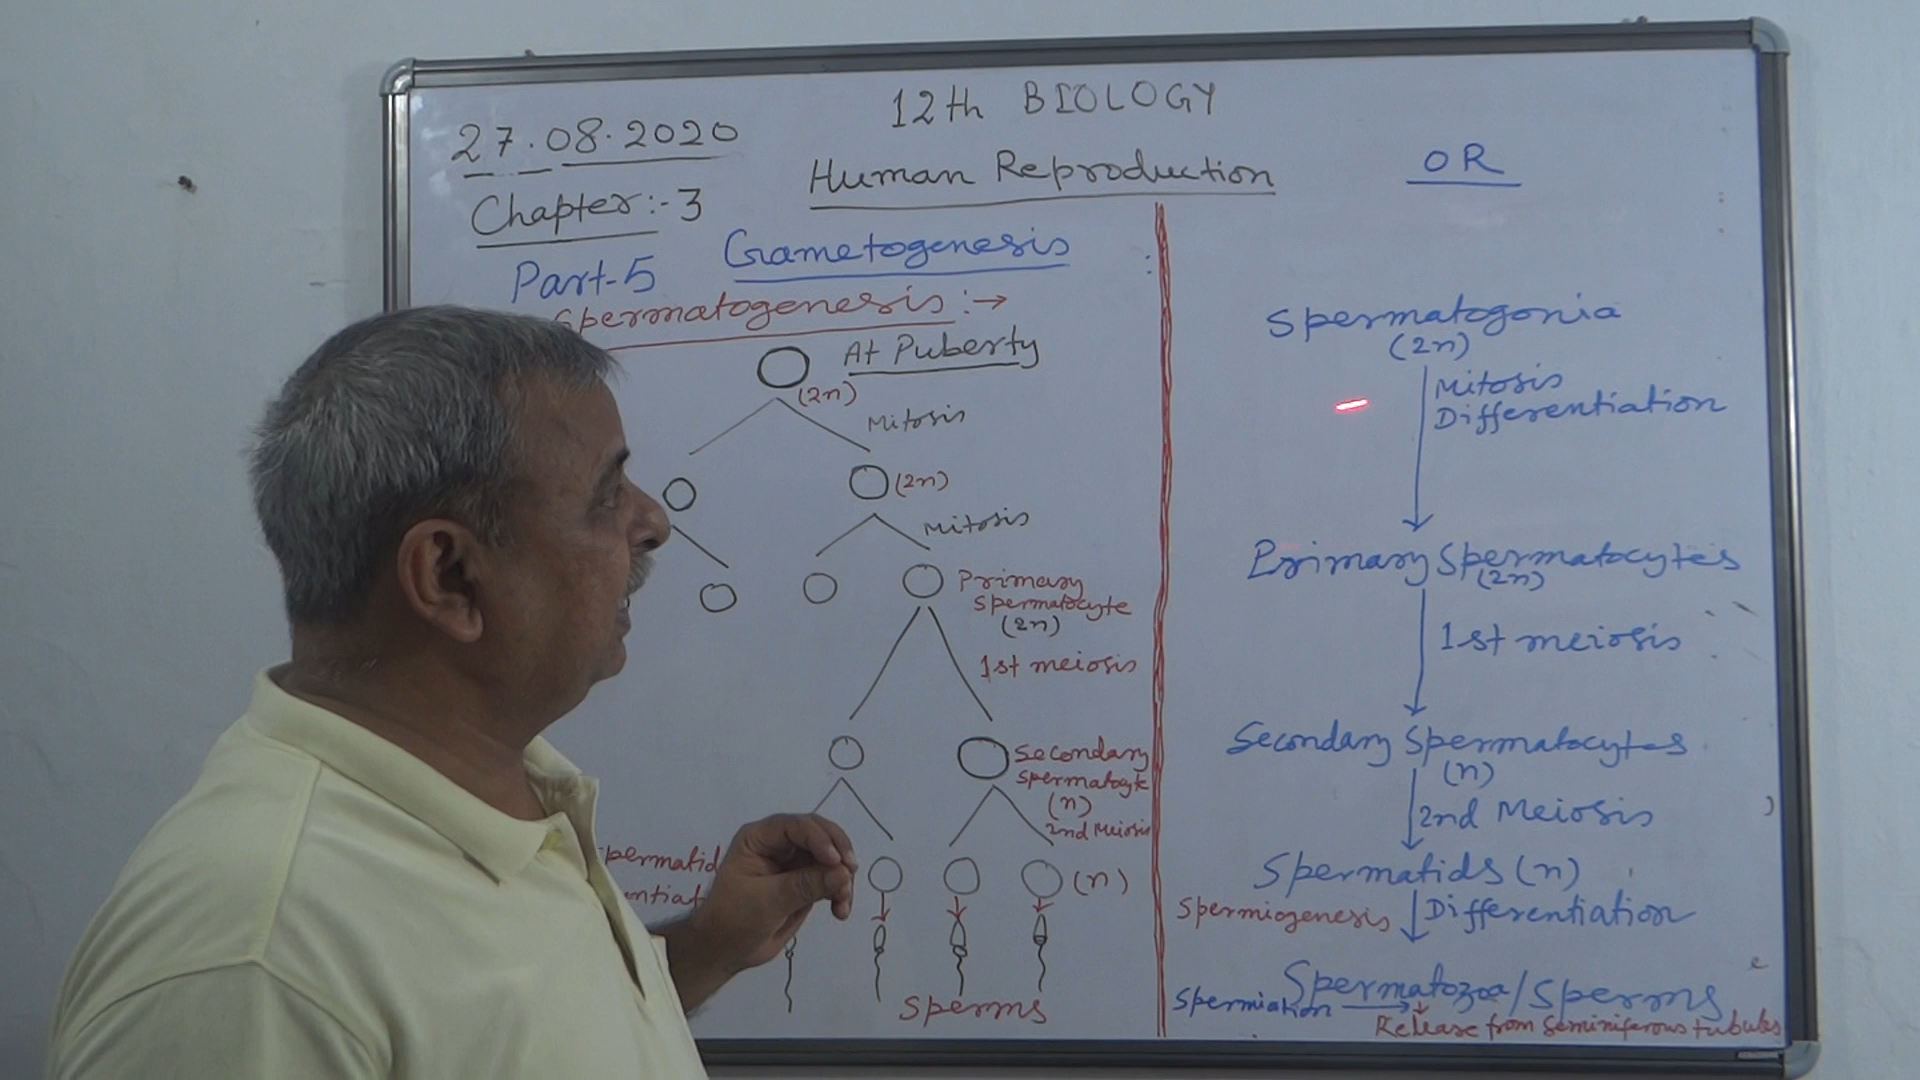 12th BIOLOGY
27.08.2020
Human Reproduction
Chapter:-3
Gametogenesis
Part-5
Spermatogenesis:→
At Puberty
(2n)
Mitosis
(2n)
Mitosis
Primary
Spermatocyte
(2n)
1st meiosis
Secondary
Spermatocyte
(n)
2nd Meiosis
(n)
Sperms
OR
Spermatogonia
(2n)
Mitosis
Differentiation
Primary Spermatocytes
(2n)
1st meiosis
Secondary Spermatocytes
(n)
2nd Meiosis
Spermatids (n)
Spermiogenesis Differentiation
Spermatozoa/Sperms
Spermiation →
Release from Seminiferous tubules